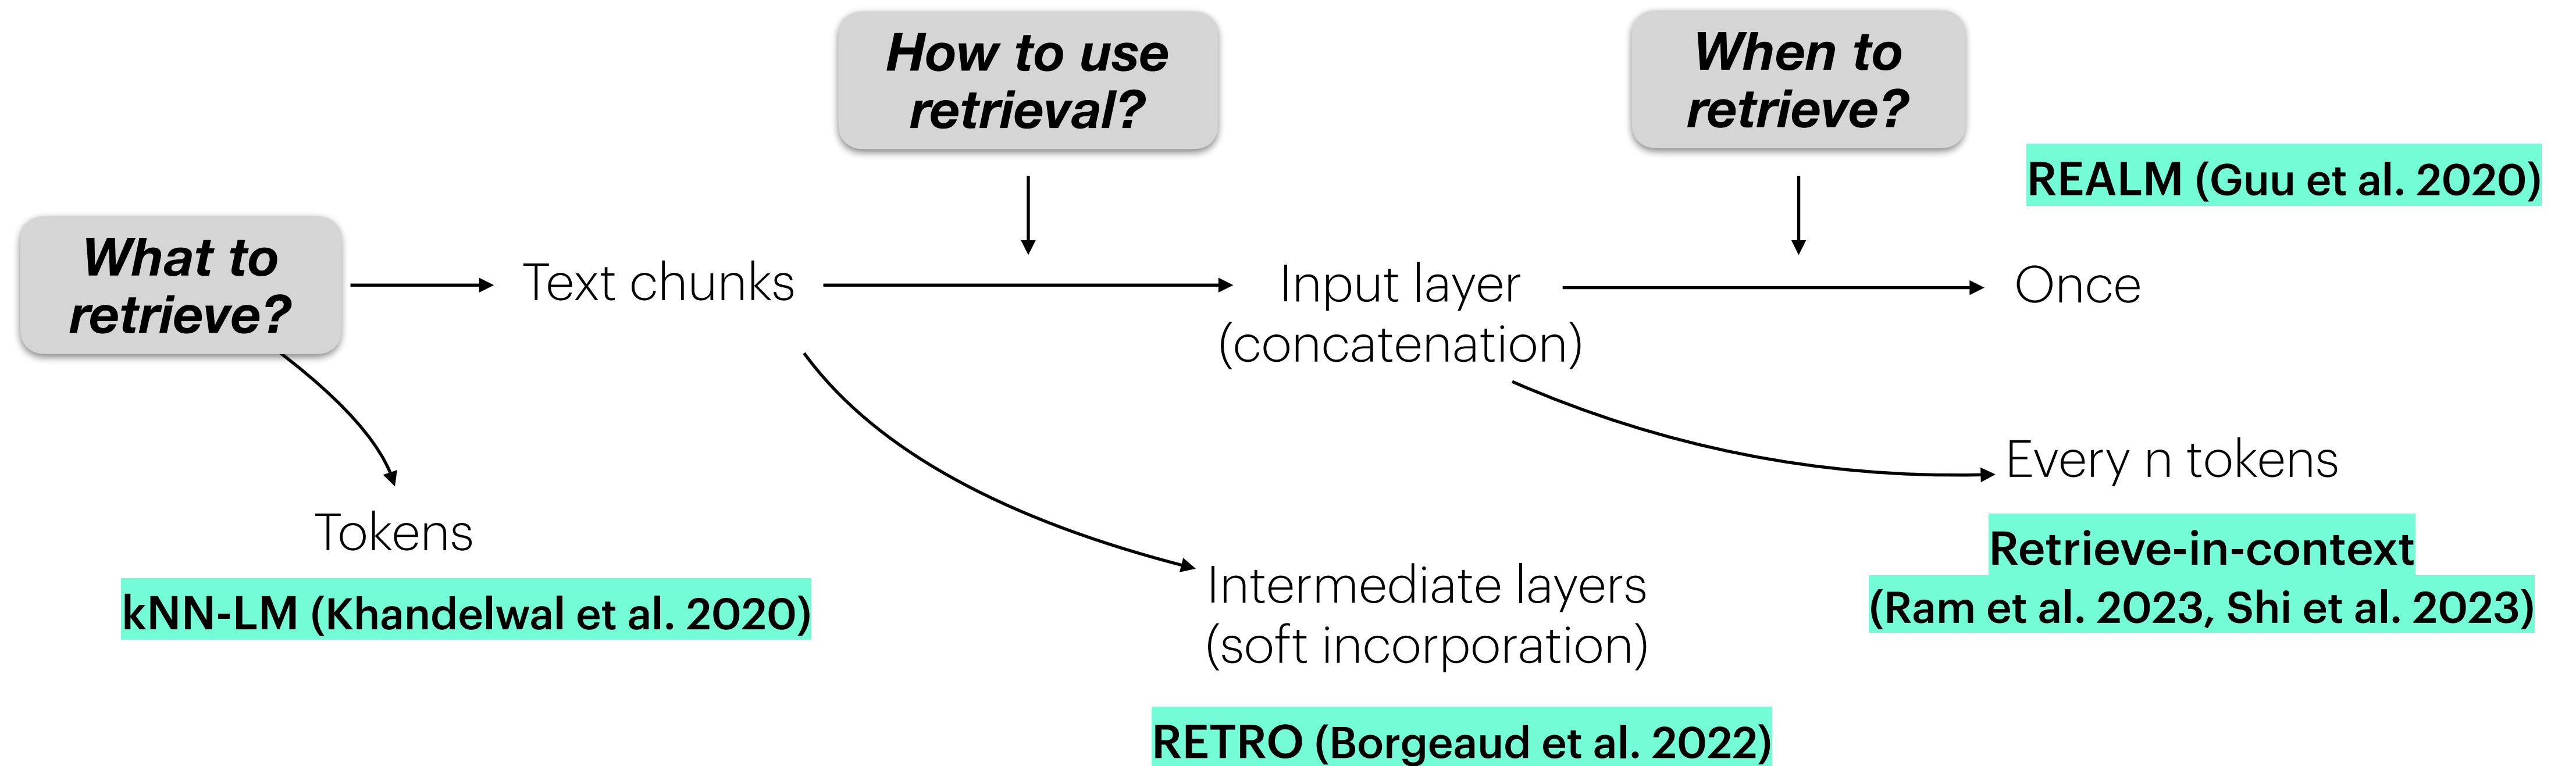 How to use
retrieval?
When to
retrieve?
REALM (Guu et al. 2020)
What to
retrieve?
Text chunks
Input layer
(concatenation)
Once
Every n tokens
Tokens
Retrieve-in-context
(Ram et al. 2023, Shi et al. 2023)
kNN-LM (Khandelwal et al. 2020)
Intermediate layers
(soft incorporation)
RETRO (Borgeaud et al. 2022)